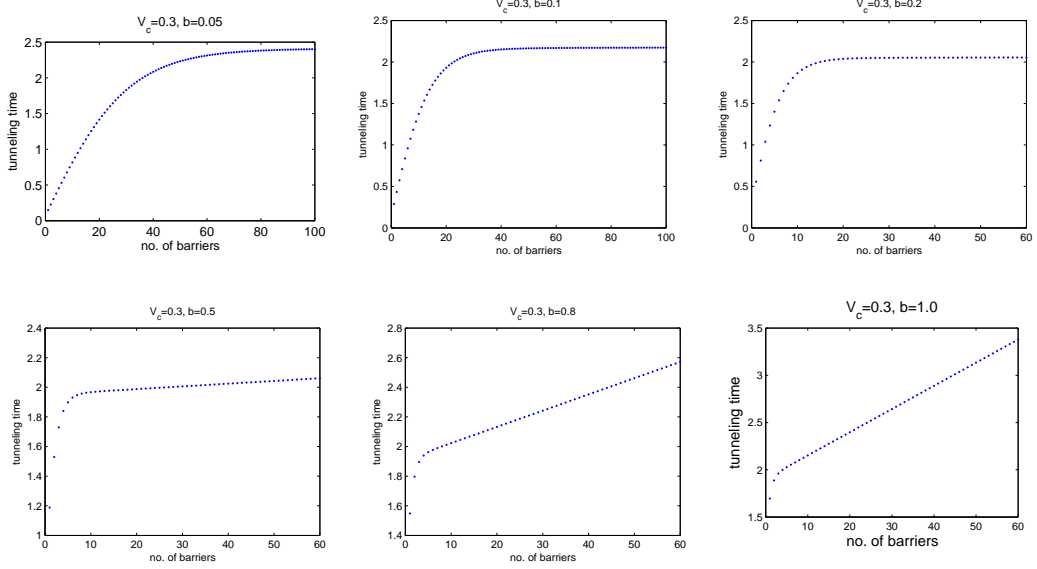 V_c=0.3, b=0.05
2.5
2
1.5
1
0.5
0
tunneling time
0 20 40 60 80 100
no. of barriers
V_c=0.3, b=0.1
2.5
2
1.5
1
0.5
0
tunneling time
0 10 20 30 40 50 60 70 80 90 100
no. of barriers
V_c=0.3, b=0.2
2.5
2
1.5
1
0.5
0
tunneling time
0 10 20 30 40 50 60
no. of barriers
V_c=0.3, b=0.5
2.4
2.2
2
1.8
1.6
1.4
1.2
1
tunneling time
0 10 20 30 40 50 60
no. of barriers
V_c=0.3, b=0.8
2.8
2.6
2.4
2.2
2
1.8
1.6
1.4
tunneling time
0 10 20 30 40 50 60
no. of barriers
V_c=0.3, b=1.0
3.5
3
2.5
2
1.5
tunneling time
0 10 20 30 40 50 60
no. of barriers